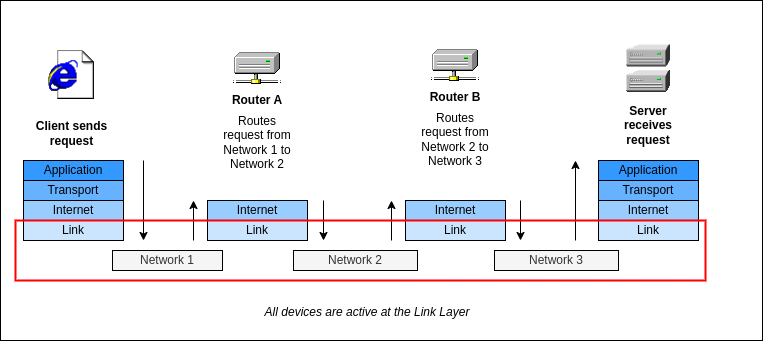 Client sends
request
Router A
Routes
request from
Network 1 to
Network 2
Router B
Routes
request from
Network 2 to
Network 3
Server
receives
request
Application
Transport
Internet
Link
Internet
Link
Internet
Link
Application
Transport
Internet
Link
Network 1
Network 2
Network 3
All devices are active at the Link Layer